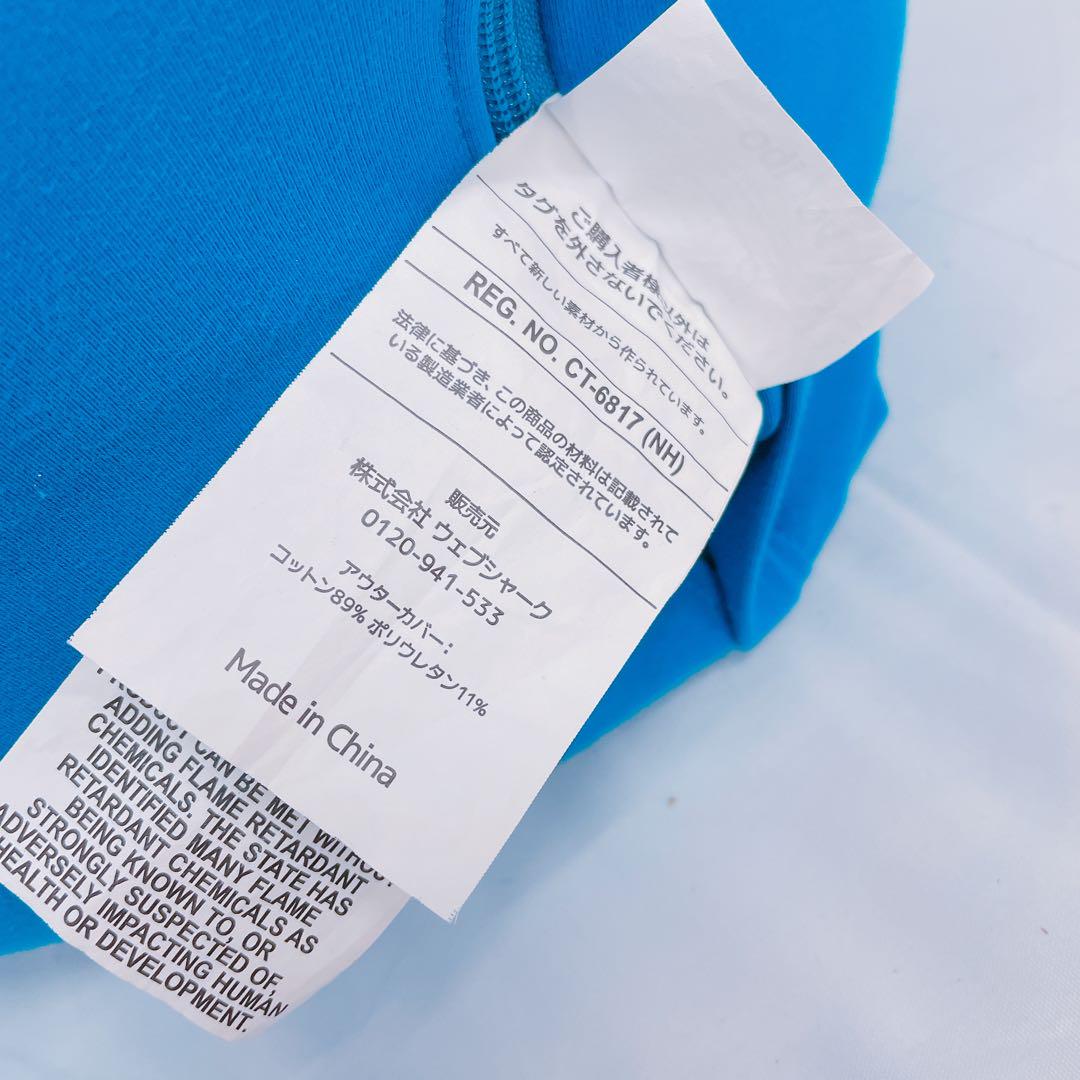 ご購入者様以外は
タグを外さないでください。
すべて新しい素材から作られています。
REG. NO. CT-6817 (NH)
法律に基づき、この商品の材料は記載されて
いる製造業者によって認定されています。
販売元
株式会社 ウェブシャーク
0120-941-533
アウターカバー：
コットン89% ポリウレタン11%
Made in China
PRODUCT CAN BE MET WITHOUT
ADDING FLAME RETARDANT
CHEMICALS. THE STATE HAS
IDENTIFIED MANY FLAME
RETARDANT CHEMICALS AS
BEING KNOWN TO, OR
STRONGLY SUSPECTED OF,
ADVERSELY IMPACTING HUMAN
HEALTH OR DEVELOPMENT.